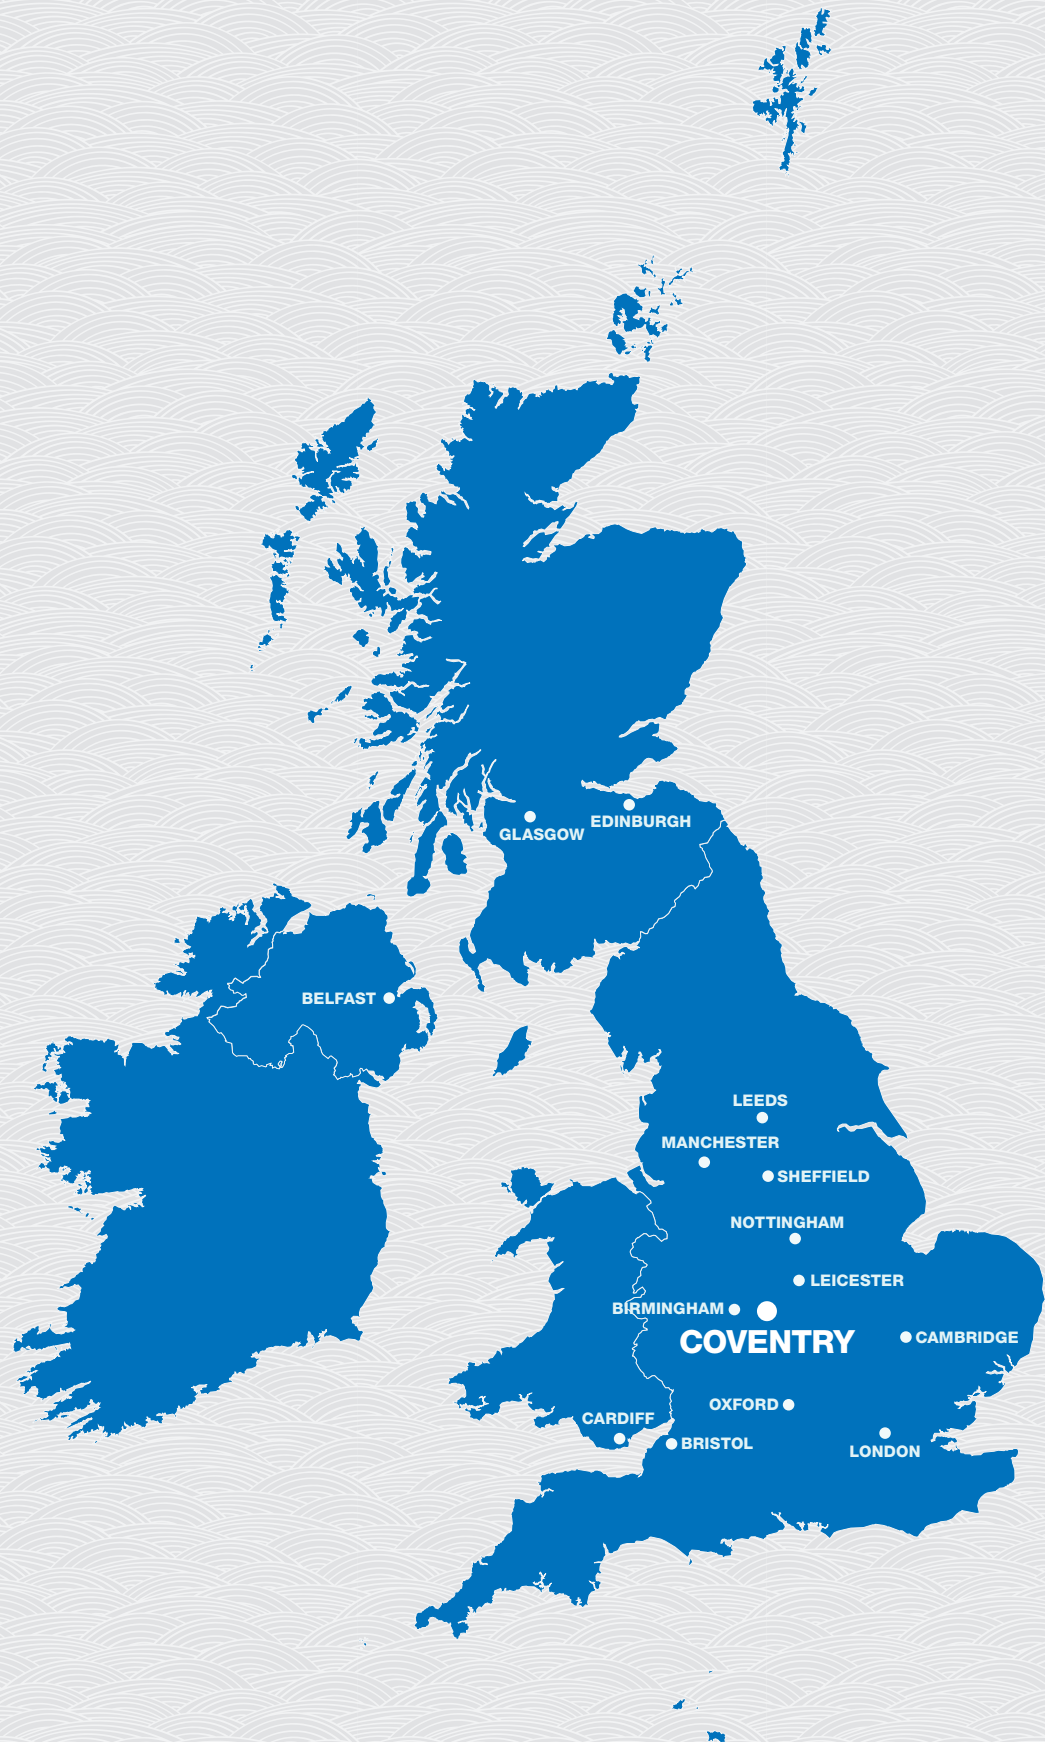 EDINBURGH
GLASGOW
BELFAST
LEEDS
MANCHESTER
SHEFFIELD
NOTTINGHAM
LEICESTER
BIRMINGHAM
COVENTRY
CAMBRIDGE
OXFORD
CARDIFF
BRISTOL
LONDON